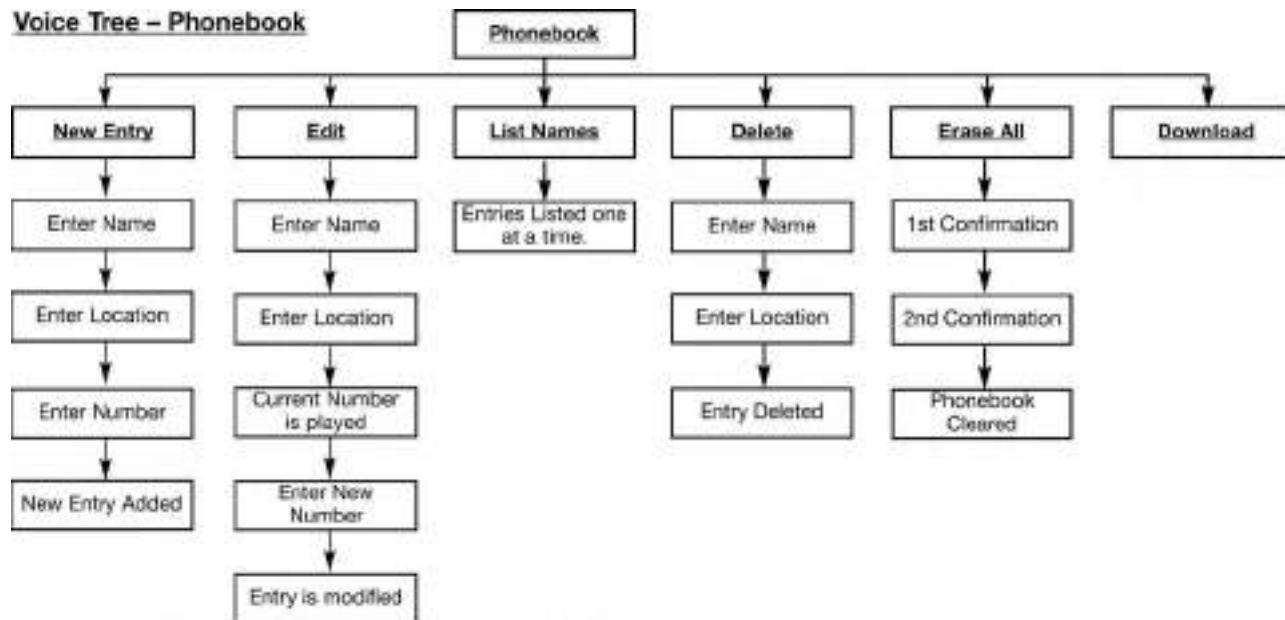 Voice Tree – Phonebook
Phonebook
New Entry
Edit
List Names
Delete
Erase All
Download
Enter Name
Enter Name
Entries Listed one
at a time.
Enter Name
1st Confirmation
Enter Location
Enter Location
Enter Location
2nd Confirmation
Enter Number
Current Number
is played
Entry Deleted
Phonebook
Cleared
New Entry Added
Enter New
Number
Entry is modified